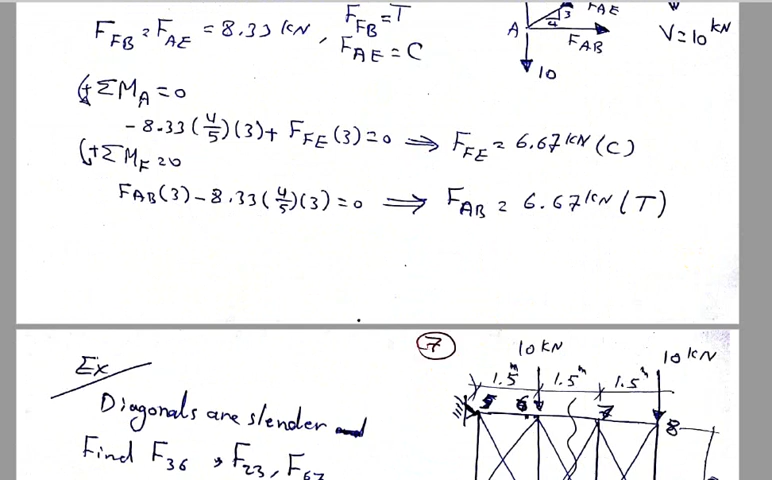 F_FB = F_AE = 8.33 kN, F_FB = T
F_AE = C
F_AE
3
4
A
F_AB
10
V = 10 kN
(+ΣM_A = 0
-8.33(4/5)(3) + F_FE(3) = 0 ⟹ F_FE = 6.67 kN (C)
(+ΣM_F = 0
F_AB(3) - 8.33(4/5)(3) = 0 ⟹ F_AB = 6.67 kN (T)
7
Ex
10 kN
10 kN
1.5 m 1.5 m 1.5 m
5 6 7 8
Diagonals are slender and
Find F_36, F_23, F_67